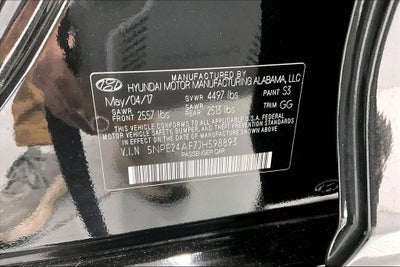 MANUFACTURED BY
HYUNDAI MOTOR MANUFACTURING ALABAMA, LLC
May/04/17 GVWR 4497 lbs PAINT S3
GAWR FRONT 2557 lbs GAWR REAR 2513 lbs TRIM GG
THIS VEHICLE CONFORMS TO ALL APPLICABLE U.S.A. FEDERAL
MOTOR VEHICLE SAFETY, BUMPER, AND THEFT PREVENTION STANDARDS
IN EFFECT ON THE DATE OF MANUFACTURE SHOWN ABOVE.
V.I.N 5NPE24AF7JH598893
PASSENGER CAR